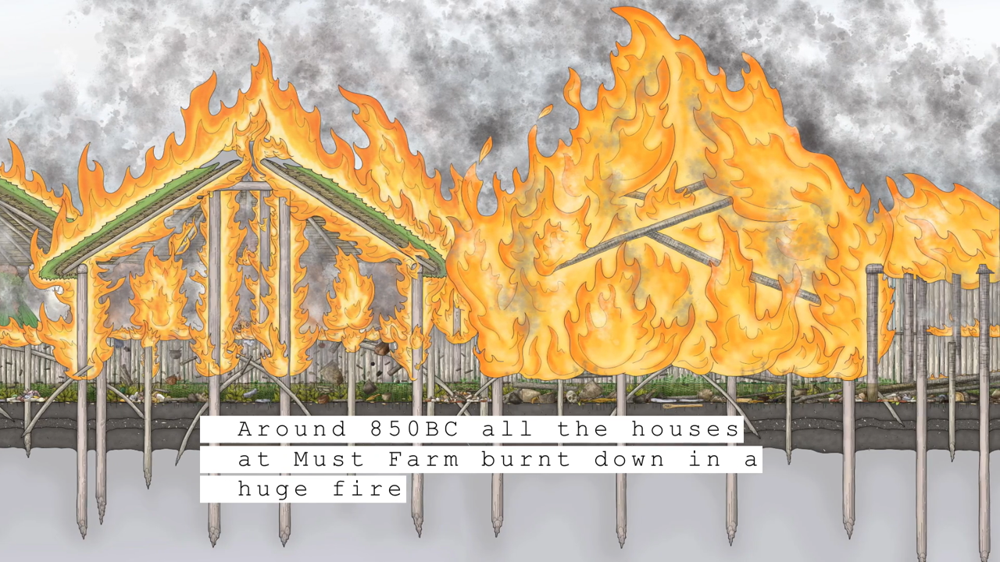 Around 850BC all the houses
at Must Farm burnt down in a
huge fire